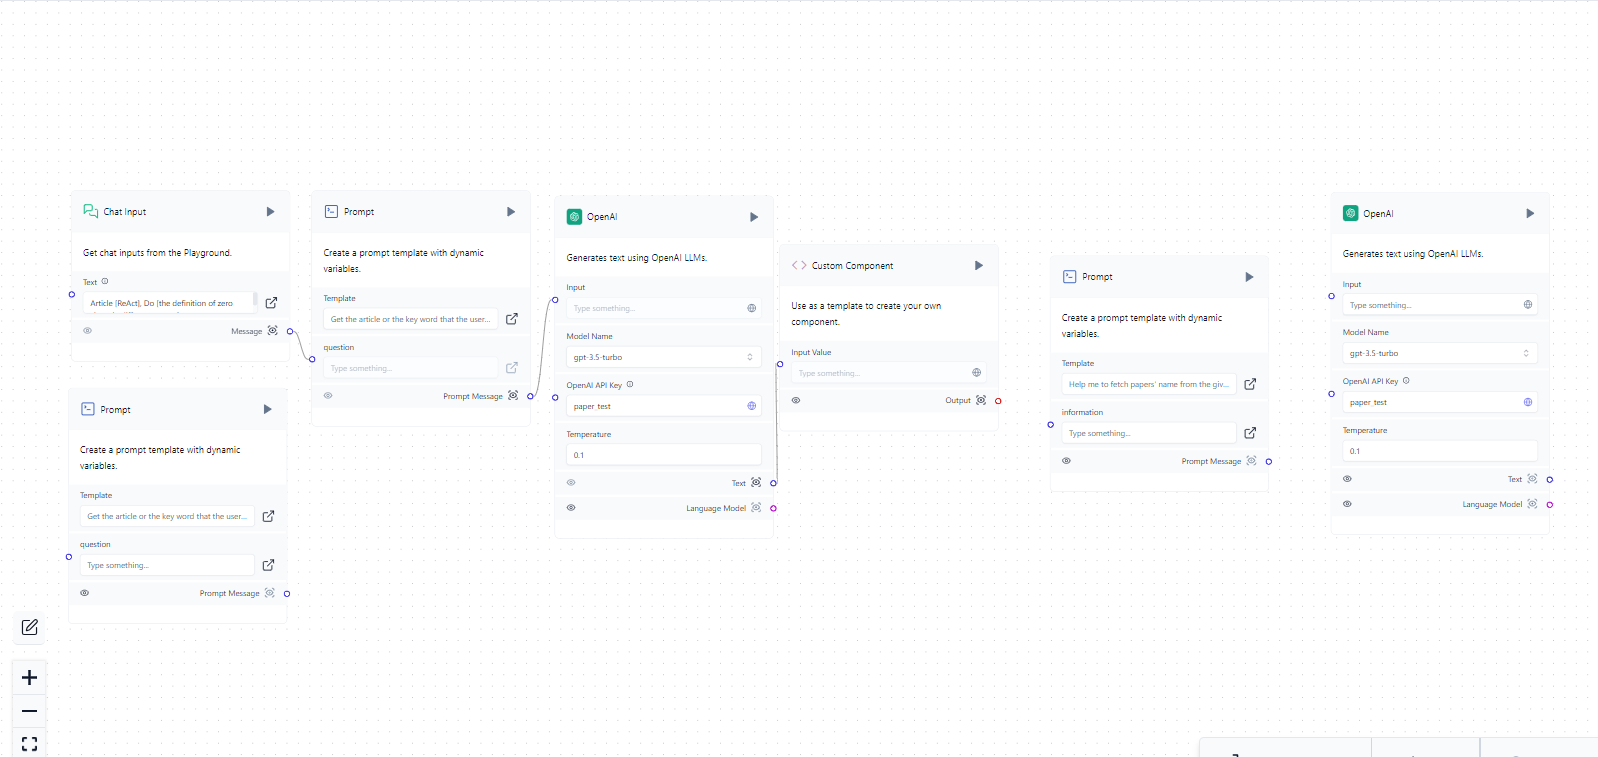 Chat Input
Get chat inputs from the Playground.
Text
Article [ReAct], Do [the definition of zero
Message
Prompt
Create a prompt template with dynamic
variables.
Template
Get the article or the key word that the user...
question
Type something...
Prompt Message
Prompt
Create a prompt template with dynamic
variables.
Template
Get the article or the key word that the user...
question
Type something...
Prompt Message
OpenAI
Generates text using OpenAI LLMs.
Input
Type something...
Model Name
gpt-3.5-turbo
OpenAI API Key
paper_test
Temperature
0.1
Text
Language Model
Custom Component
Use as a template to create your own
component.
Input Value
Type something...
Output
Prompt
Create a prompt template with dynamic
variables.
Template
Help me to fetch papers' name from the giv...
information
Type something...
Prompt Message
OpenAI
Generates text using OpenAI LLMs.
Input
Type something...
Model Name
gpt-3.5-turbo
OpenAI API Key
paper_test
Temperature
0.1
Text
Language Model